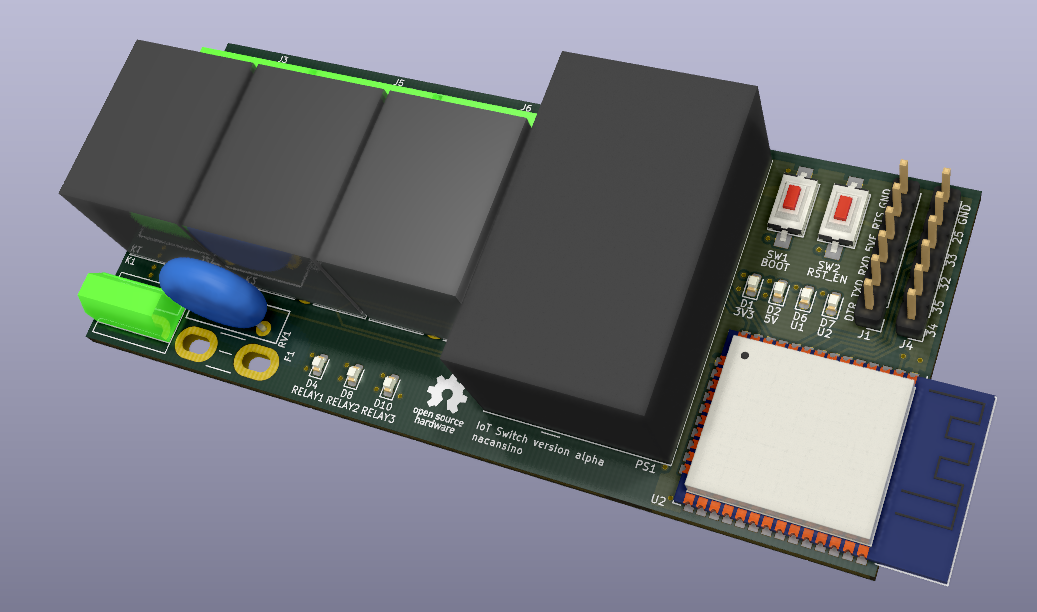 J3
J5
J6
K1
RV1
F1
D4
RELAY1
D8
RELAY2
D10
RELAY3
open source
hardware
IoT Switch version alpha
nacansino
PS1
U2
SW1
BOOT
SW2
RST_EN
D1
3V3
D2
5V
D6
U1
D7
U2
DTR TXD RXD 5V RTS GND
J1
34 35 32 33 25 GND
J4